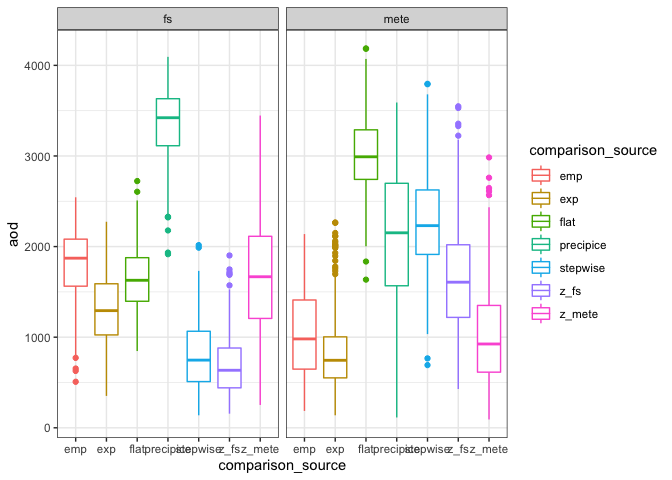 fs mete
4000
3000
2000
1000
0
aod
emp exp flat precipice stepwise z_fs z_mete emp exp flat precipice stepwise z_fs z_mete
comparison_source
comparison_source
emp
exp
flat
precipice
stepwise
z_fs
z_mete